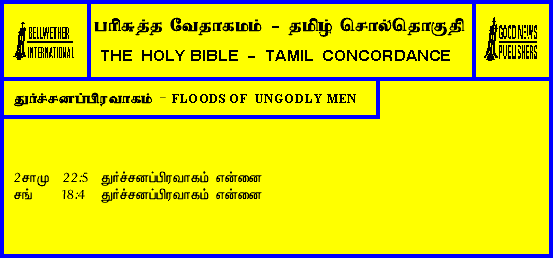 BELLWETHER
INTERNATIONAL
பரிசுத்த வேதாகமம் - தமிழ் சொல்தொகுதி
THE HOLY BIBLE - TAMIL CONCORDANCE
GOOD NEWS
PUBLISHERS
துர்ச்சனப்பிரவாகம் - FLOODS OF UNGODLY MEN
2சாமு 22:5 துர்ச்சனப்பிரவாகம் என்னை
சங் 18:4 துர்ச்சனப்பிரவாகம் என்னை